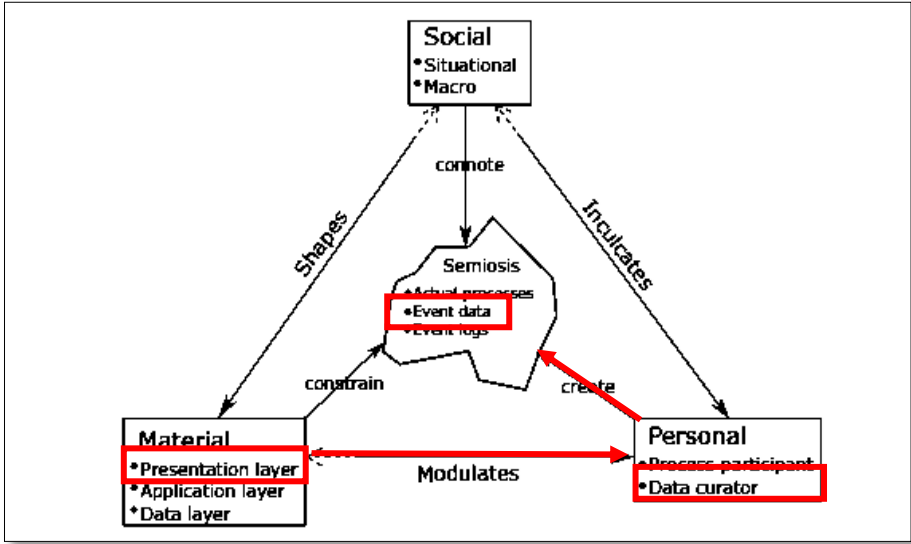 Social
•Situational
•Macro
connote
Shapes
Inculcates
Semiosis
•Actual processes
•Event data
•Event logs
constrain
create
Material
•Presentation layer
•Application layer
•Data layer
Modulates
Personal
•Process participant
•Data curator